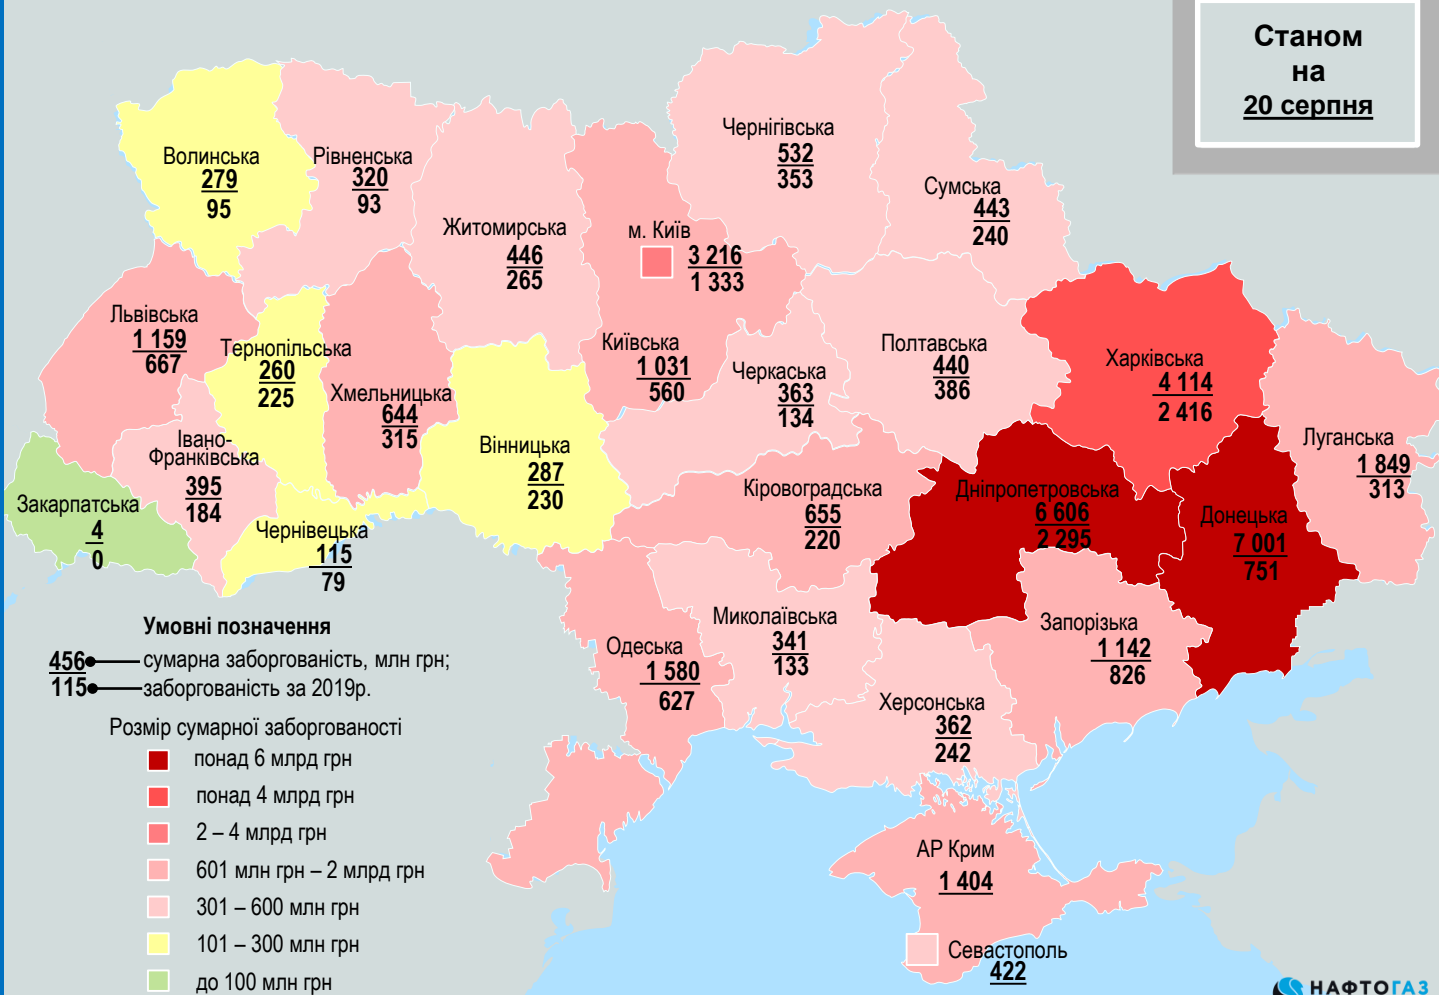 Станом
на
20 серпня
Волинська
279
95
Рівненська
320
93
Житомирська
446
265
м. Київ
3 216
1 333
Чернігівська
532
353
Сумська
443
240
Львівська
1 159
667
Тернопільська
260
225
Хмельницька
644
315
Київська
1 031
560
Черкаська
363
134
Полтавська
440
386
Харківська
4 114
2 416
Луганська
1 849
313
Івано-
Франківська
395
184
Закарпатська
4
0
Чернівецька
115
79
Вінницька
287
230
Кіровоградська
655
220
Дніпропетровська
6 606
2 295
Донецька
7 001
751
Одеська
1 580
627
Миколаївська
341
133
Запорізька
1 142
826
Херсонська
362
242
АР Крим
1 404
Севастополь
422
Умовні позначення
456 сумарна заборгованість, млн грн;
115 заборгованість за 2019р.
Розмір сумарної заборгованості
понад 6 млрд грн
понад 4 млрд грн
2 – 4 млрд грн
601 млн грн – 2 млрд грн
301 – 600 млн грн
101 – 300 млн грн
до 100 млн грн
НАФТОГАЗ